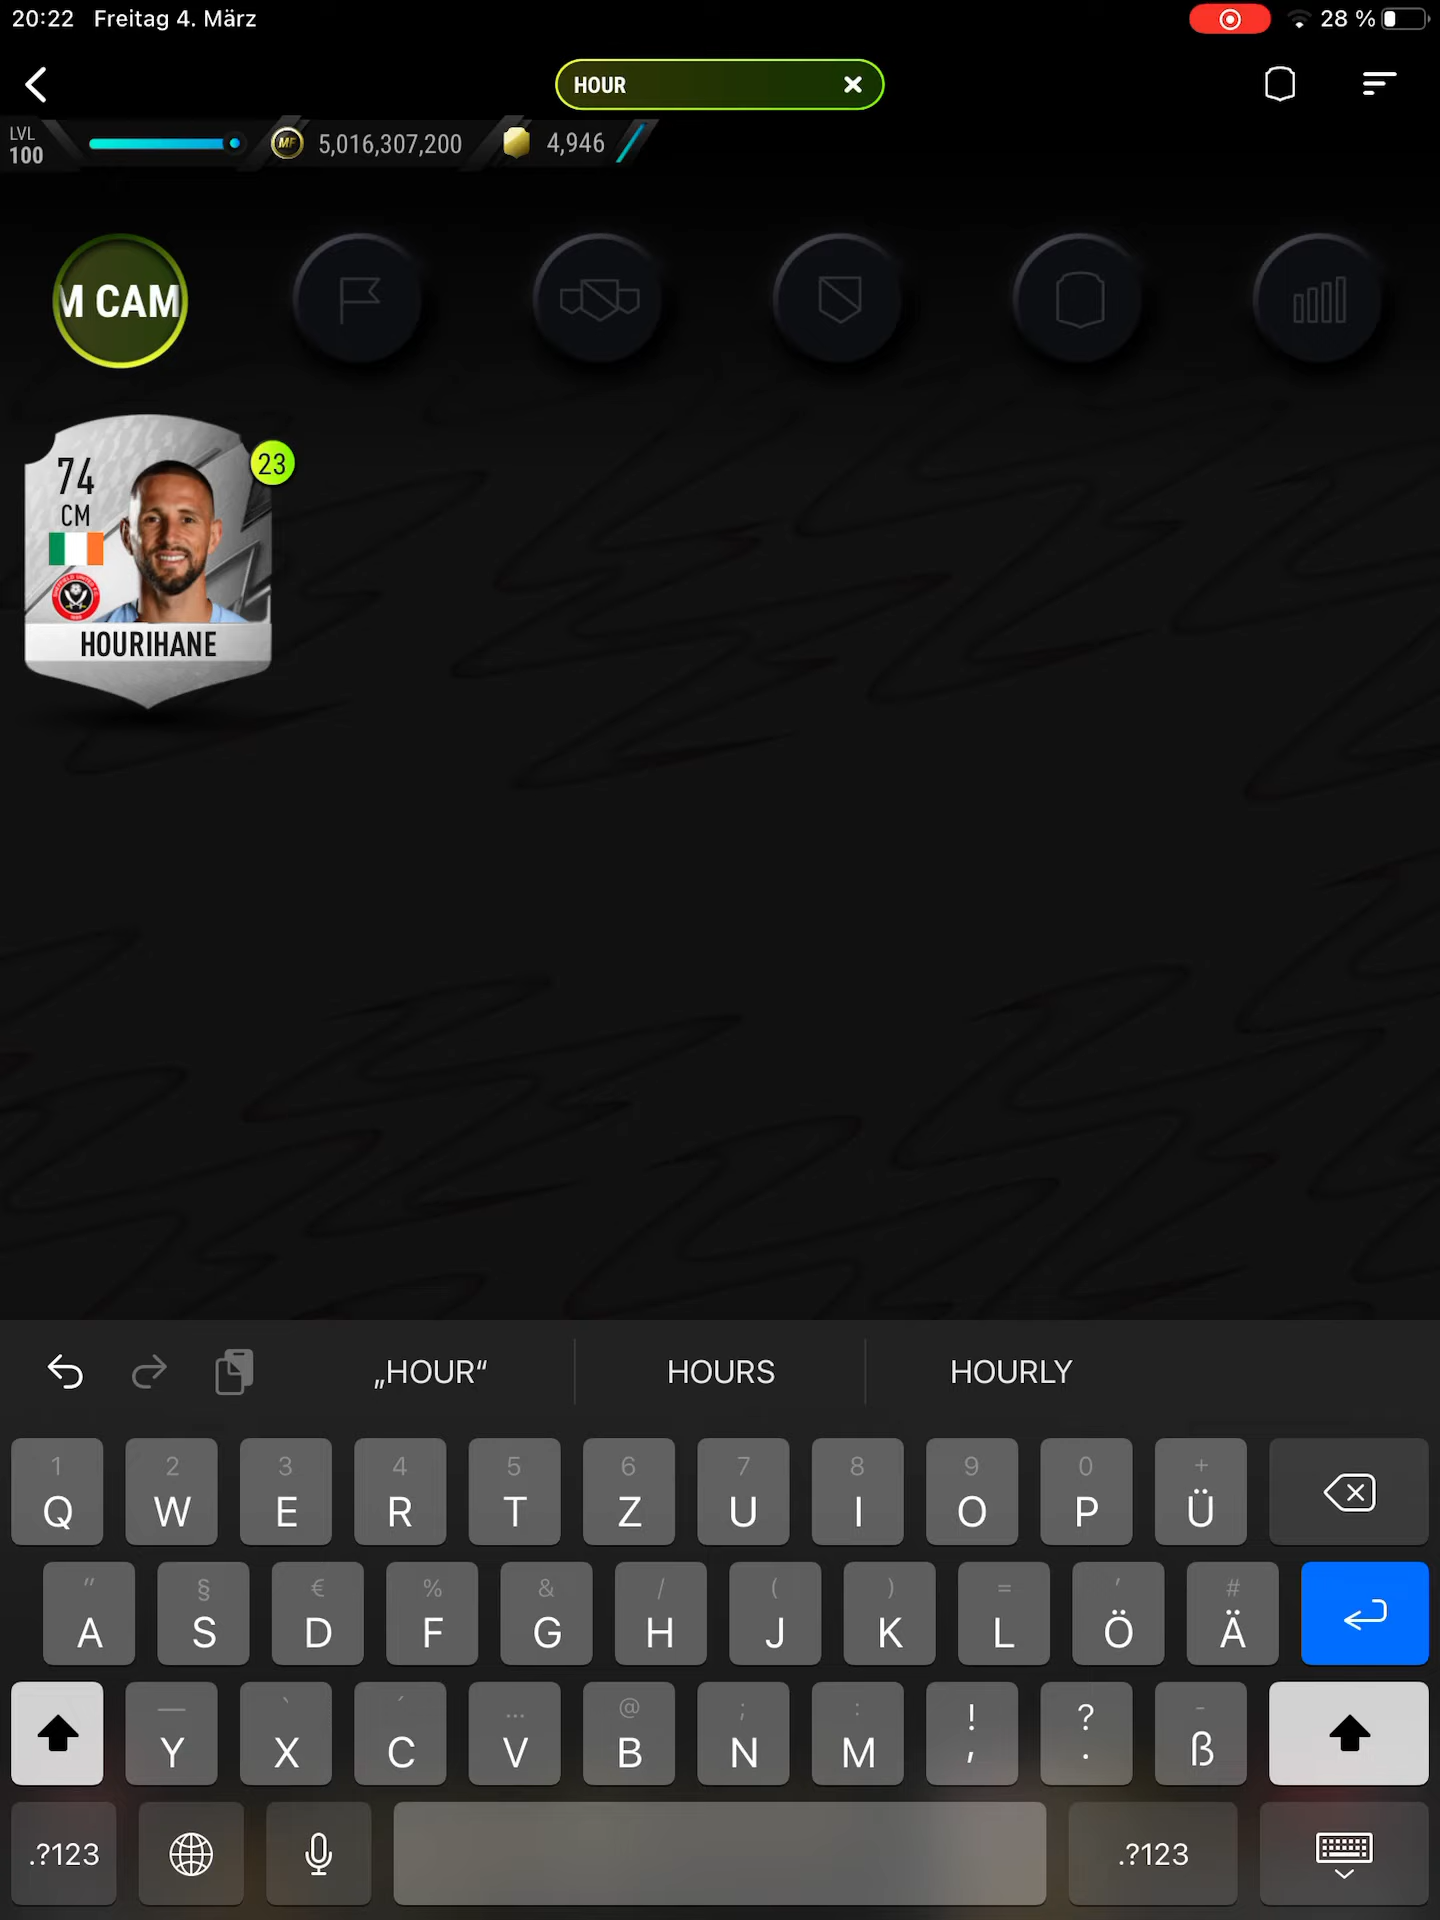 20:22 Freitag 4. März 28 %
HOUR
LVL
100
MF 5,016,307,200 4,946
M CAM
74
CM
23
HOURIHANE
„HOUR“ HOURS HOURLY
1 2 3 4 5 6 7 8 9 0 +
Q W E R T Z U I O P Ü
" § € % & / ( ) = ' #
A S D F G H J K L Ö Ä
— ` ´ … @ ; : ! ? -
Y X C V B N M , . ß
.?123 .?123